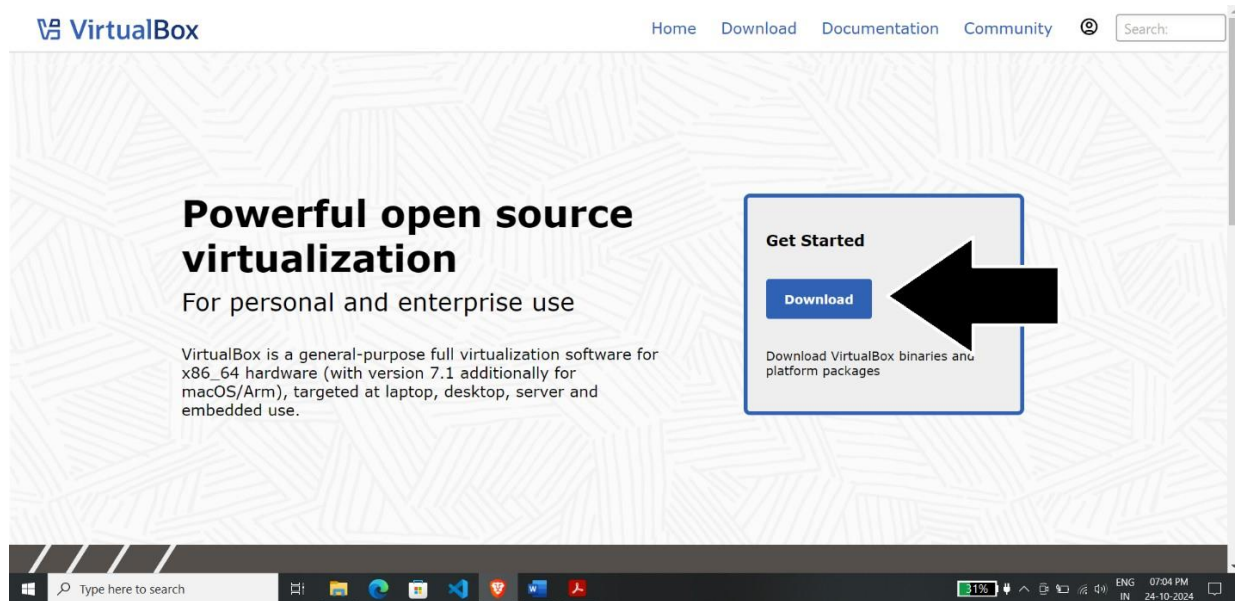 VirtualBox
Home Download Documentation Community Search:
Powerful open source
virtualization
For personal and enterprise use
VirtualBox is a general-purpose full virtualization software for
x86_64 hardware (with version 7.1 additionally for
macOS/Arm), targeted at laptop, desktop, server and
embedded use.
Get Started
Download
Download VirtualBox binaries and
platform packages
Type here to search
31%
ENG 07:04 PM
IN 24-10-2024